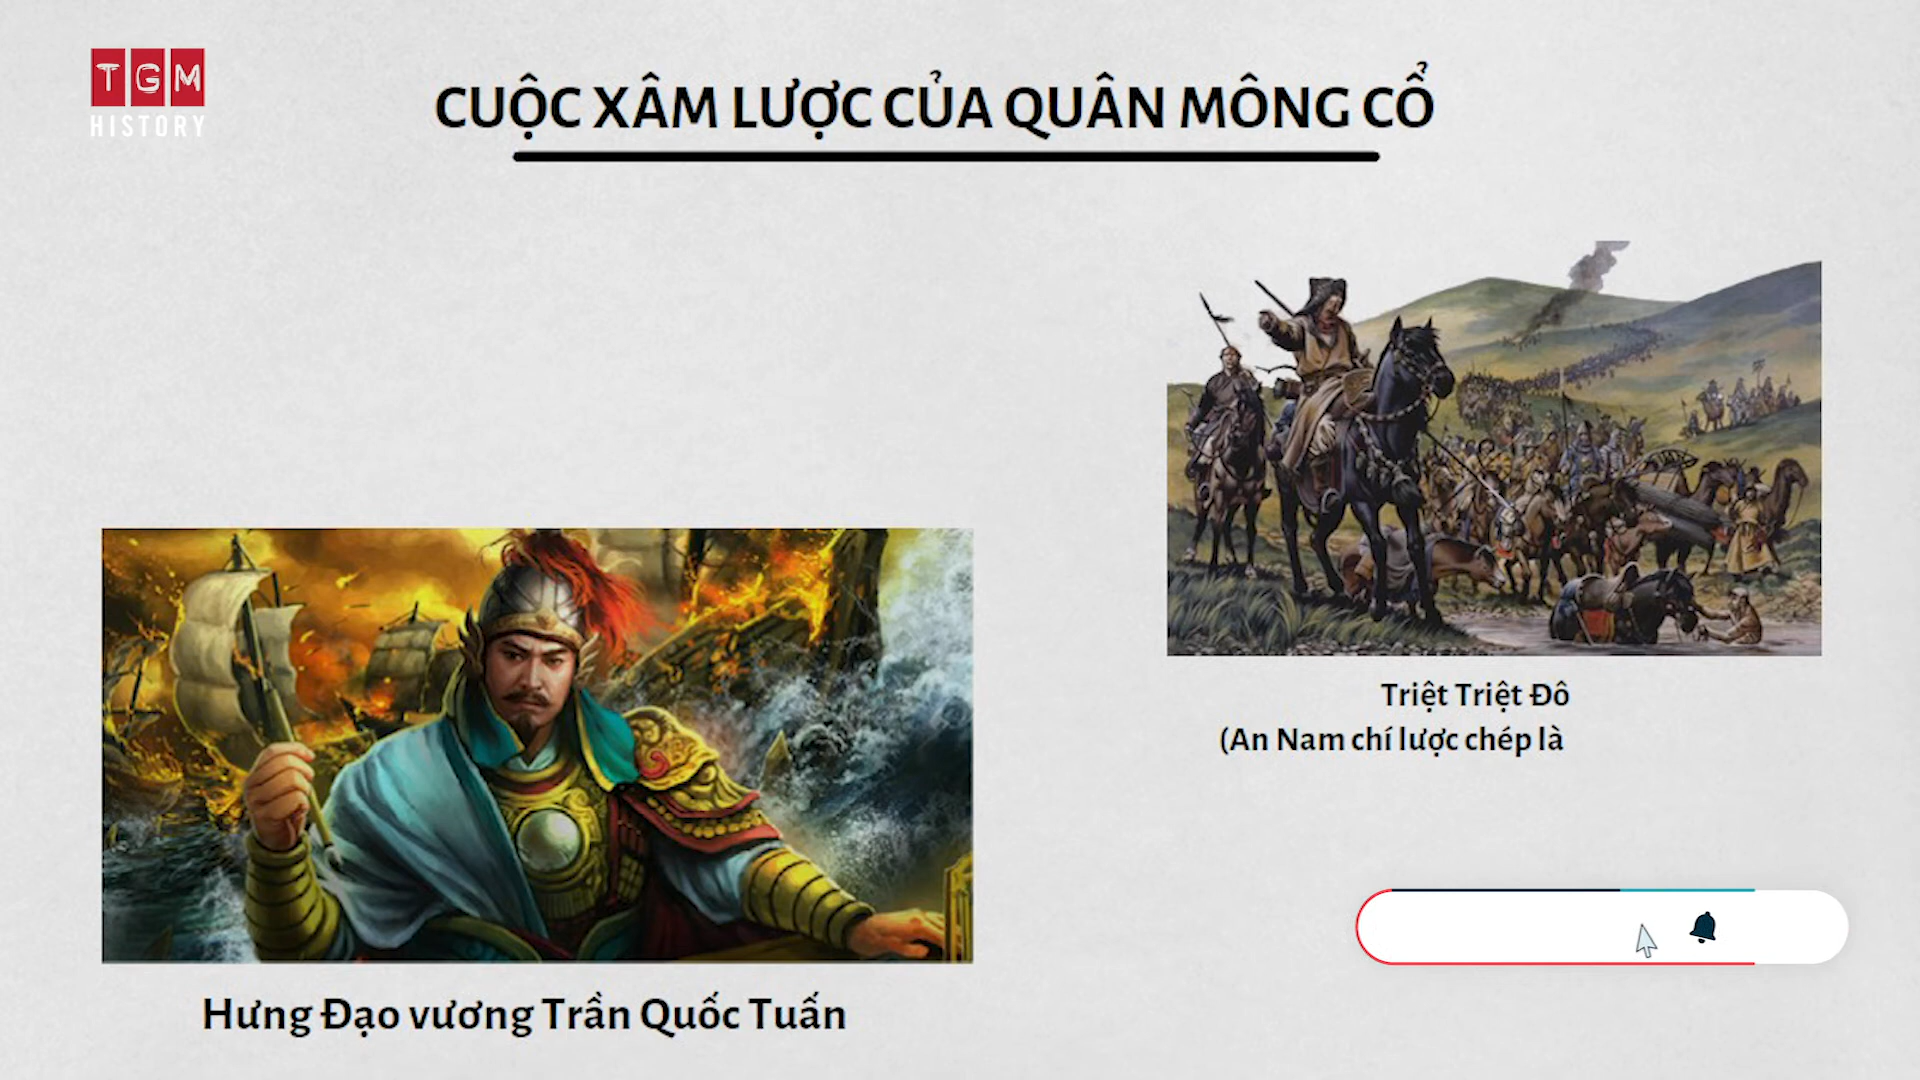 TGM
HISTORY
CUỘC XÂM LƯỢC CỦA QUÂN MÔNG CỔ
Triệt Triệt Đô
(An Nam chí lược chép là
Hưng Đạo vương Trần Quốc Tuấn